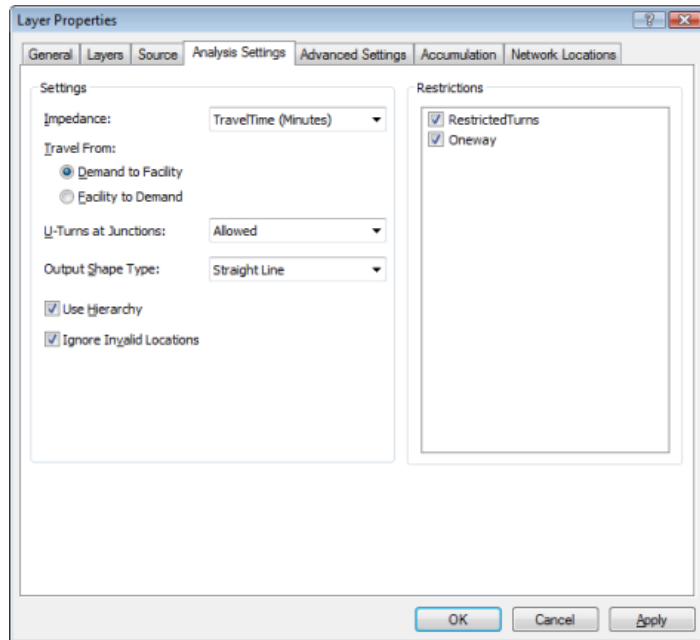 Layer Properties
General Layers Source Analysis Settings Advanced Settings Accumulation Network Locations
Settings
Impedance: TravelTime (Minutes)
Travel From:
Demand to Facility
Facility to Demand
U-Turns at Junctions: Allowed
Output Shape Type: Straight Line
Use Hierarchy
Ignore Invalid Locations
Restrictions
RestrictedTurns
Oneway
OK Cancel Apply